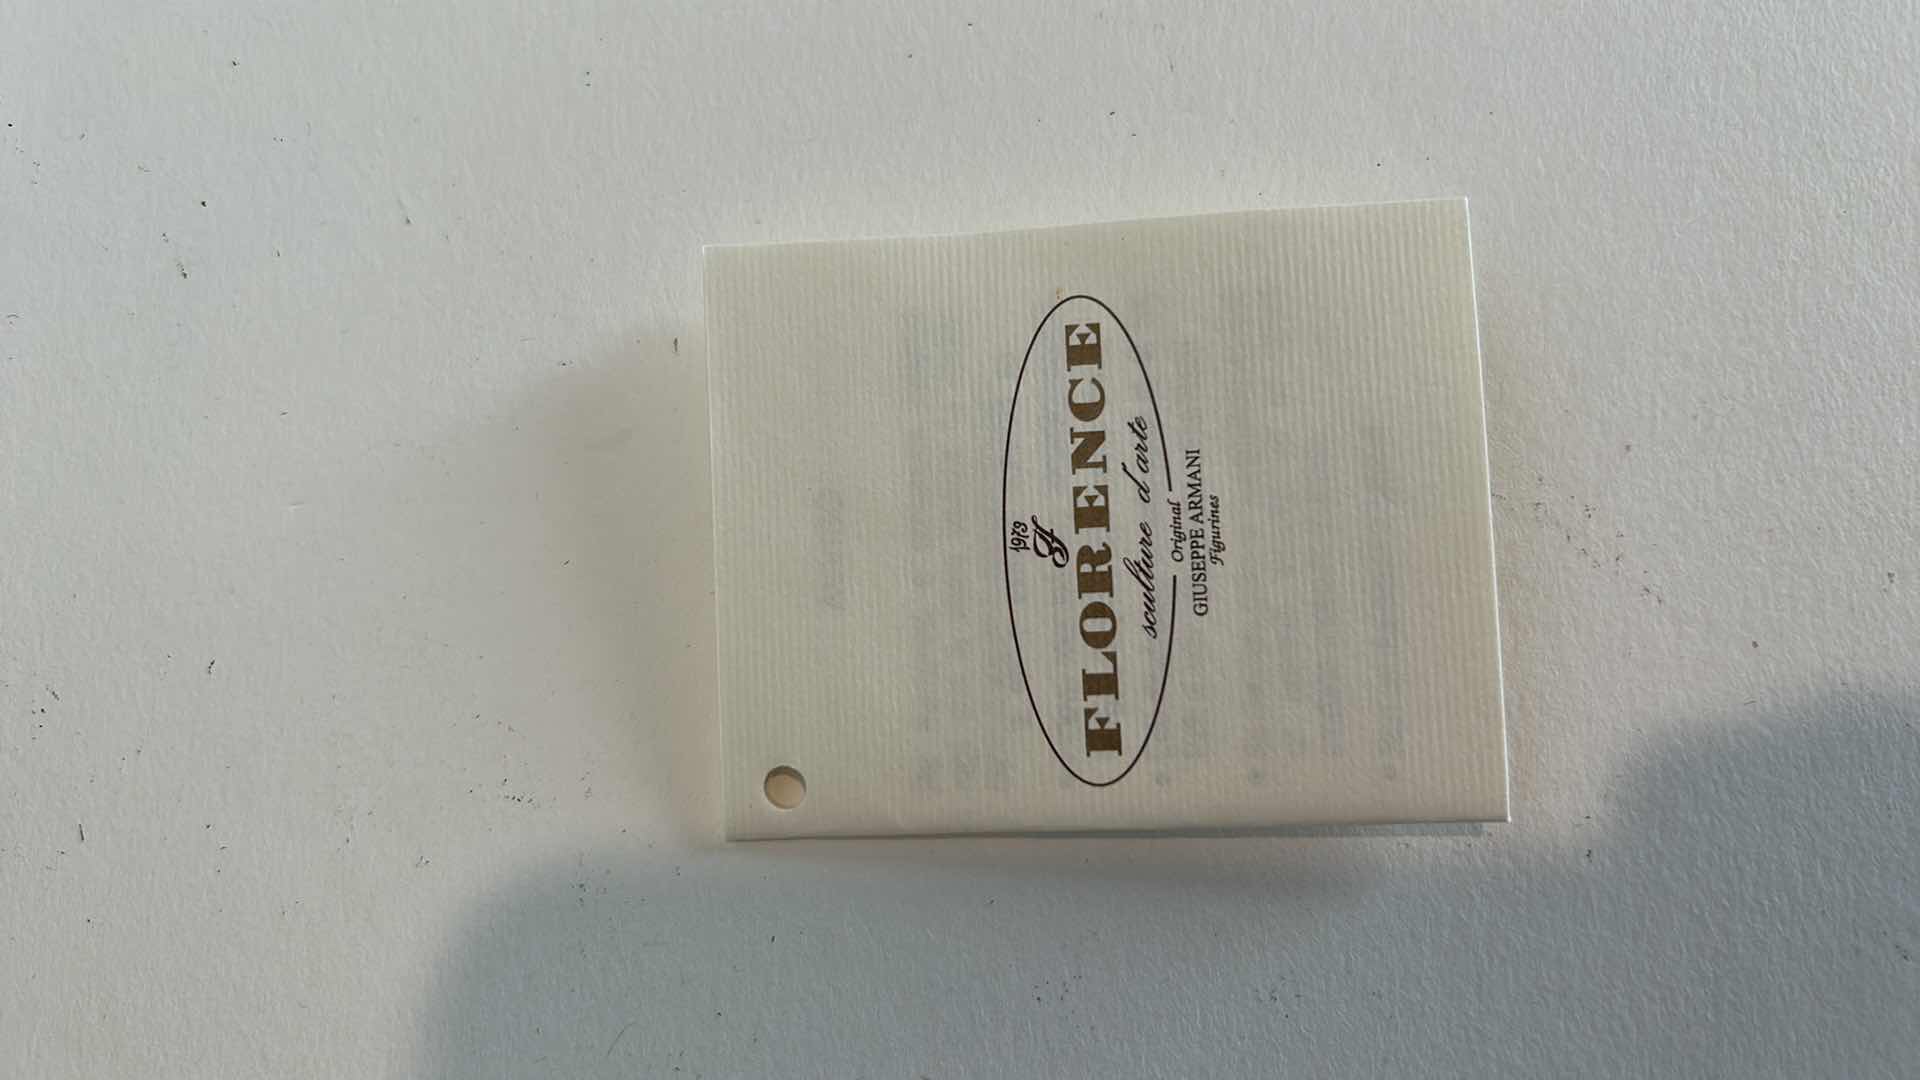 1973
F
FLORENCE
sculture d'arte
Original
GIUSEPPE ARMANI
Figurines